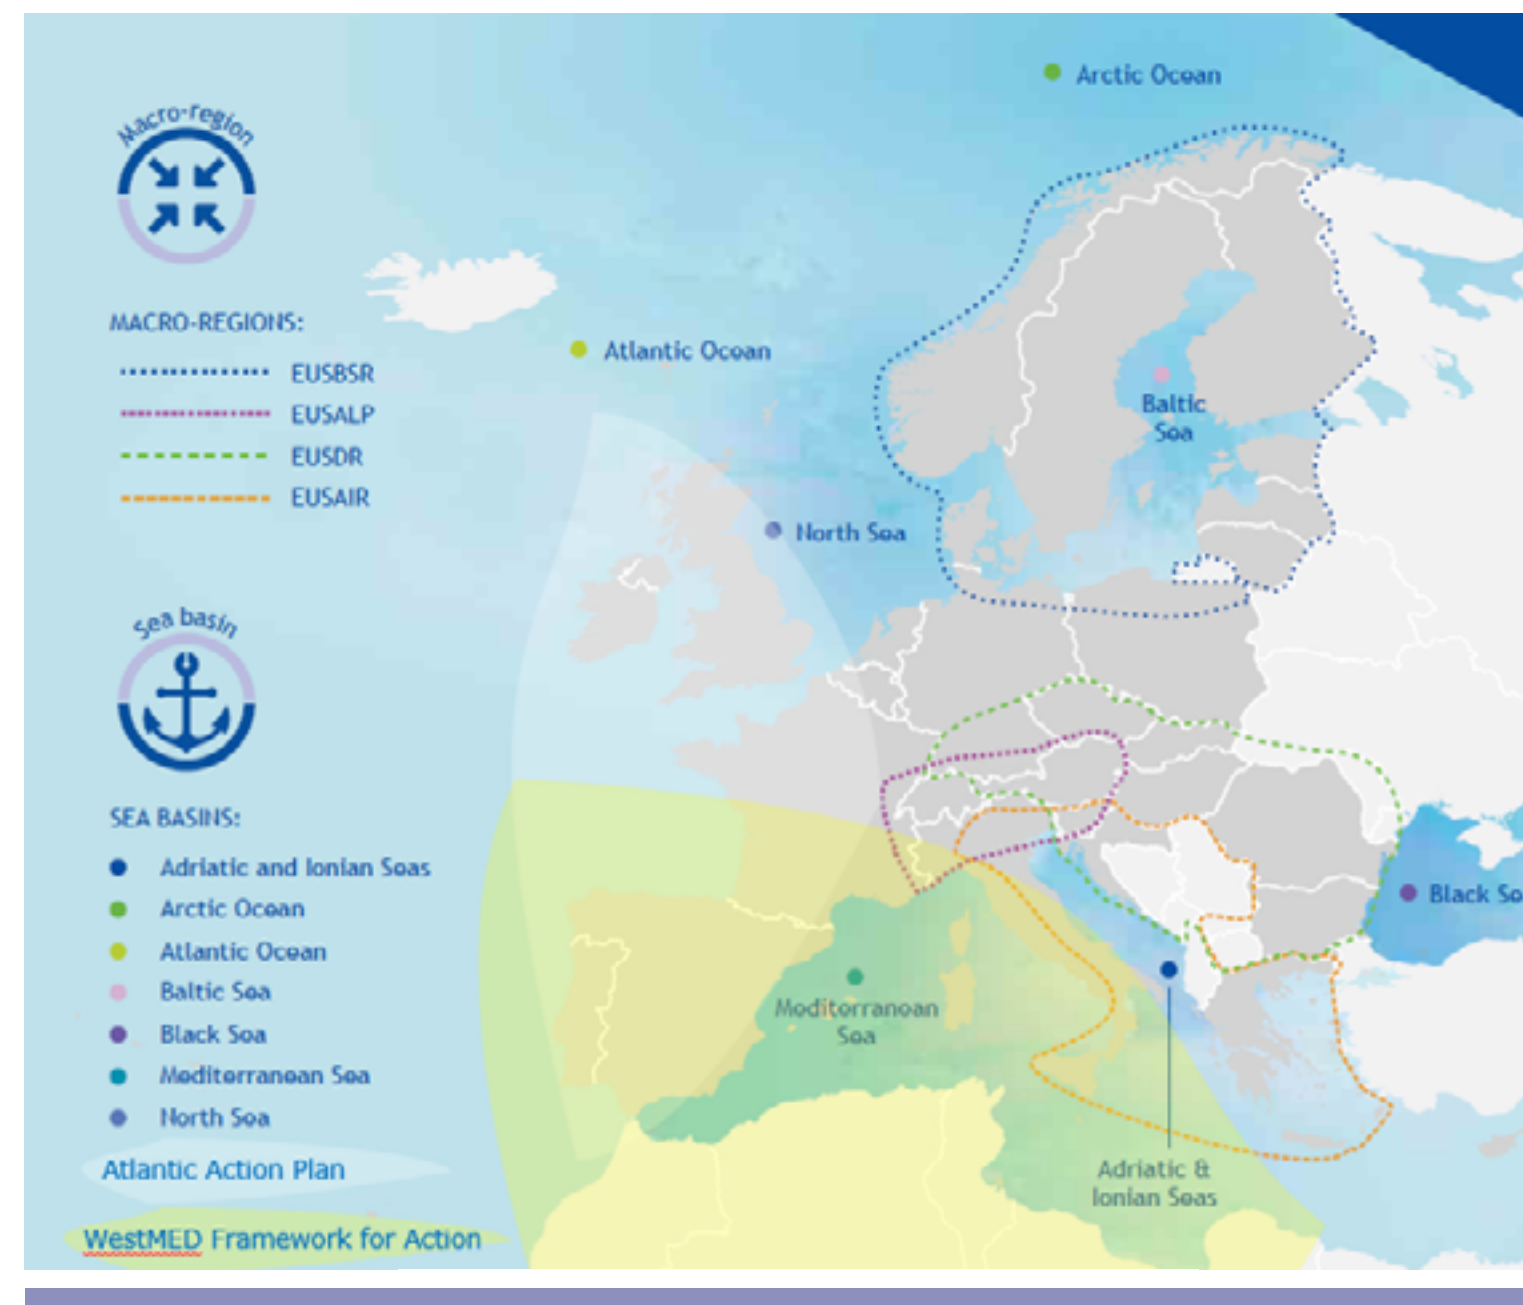 Macro-region
MACRO-REGIONS:
EUSBSR
EUSALP
EUSDR
EUSAIR
Sea basin
SEA BASINS:
Adriatic and Ionian Seas
Arctic Ocean
Atlantic Ocean
Baltic Sea
Black Sea
Mediterranean Sea
North Sea
Atlantic Action Plan
WestMED Framework for Action
Arctic Ocean
Atlantic Ocean
Baltic
Sea
North Sea
Black Se
Mediterranean
Sea
Adriatic &
Ionian Seas